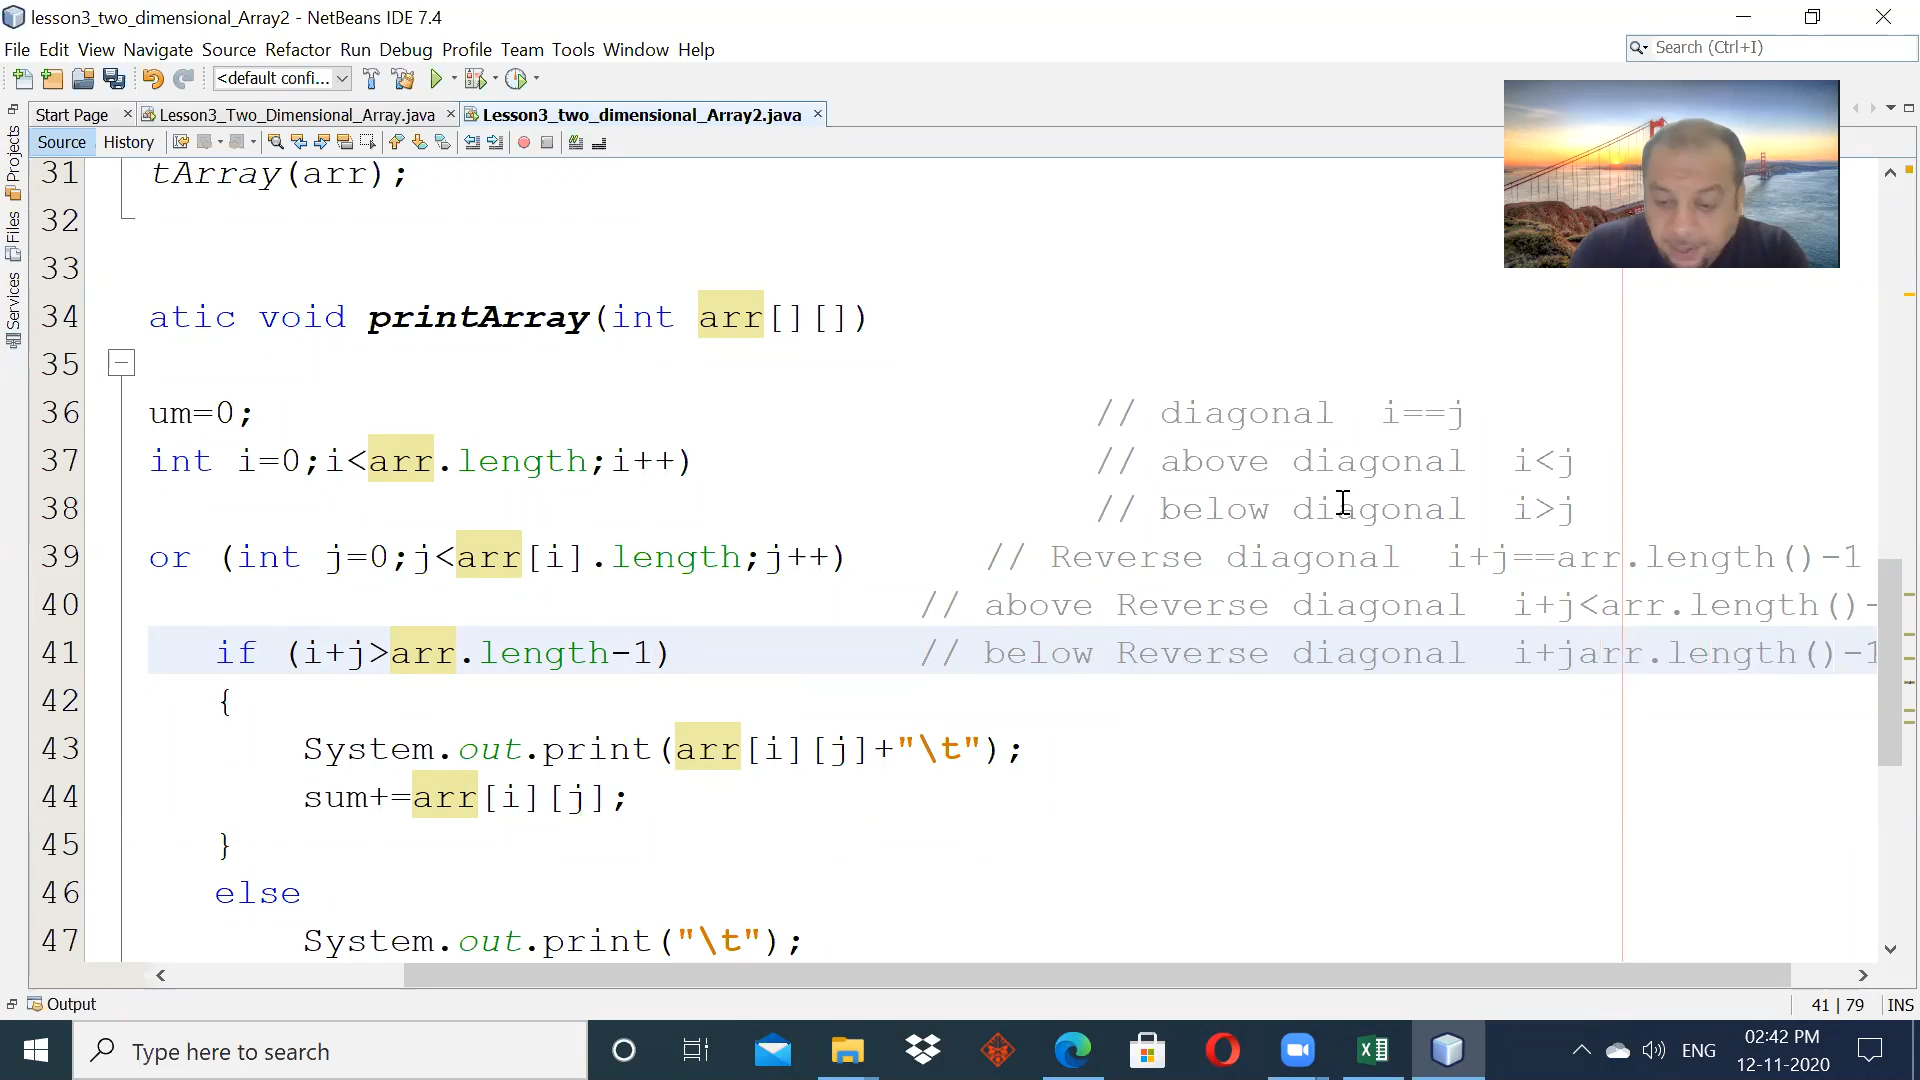 lesson3_two_dimensional_Array2 - NetBeans IDE 7.4
File Edit View Navigate Source Refactor Run Debug Profile Team Tools Window Help
Search (Ctrl+I)
<default confi...
Start Page Lesson3_Two_Dimensional_Array.java Lesson3_two_dimensional_Array2.java
Source History
Projects
Files
Services
31 tArray(arr);
32
33
34 atic void printArray(int arr[][])
35
36 um=0; // diagonal i==j
37 int i=0;i<arr.length;i++) // above diagonal i<j
38 // below diagonal i>j
39 or (int j=0;j<arr[i].length;j++) // Reverse diagonal i+j==arr.length()-1
40 // above Reverse diagonal i+j<arr.length()-
41 if (i+j>arr.length-1) // below Reverse diagonal i+jarr.length()-1
42 {
43 System.out.print(arr[i][j]+"\t");
44 sum+=arr[i][j];
45 }
46 else
47 System.out.print("\t");
Output
41 | 79 INS
Type here to search
ENG
02:42 PM
12-11-2020